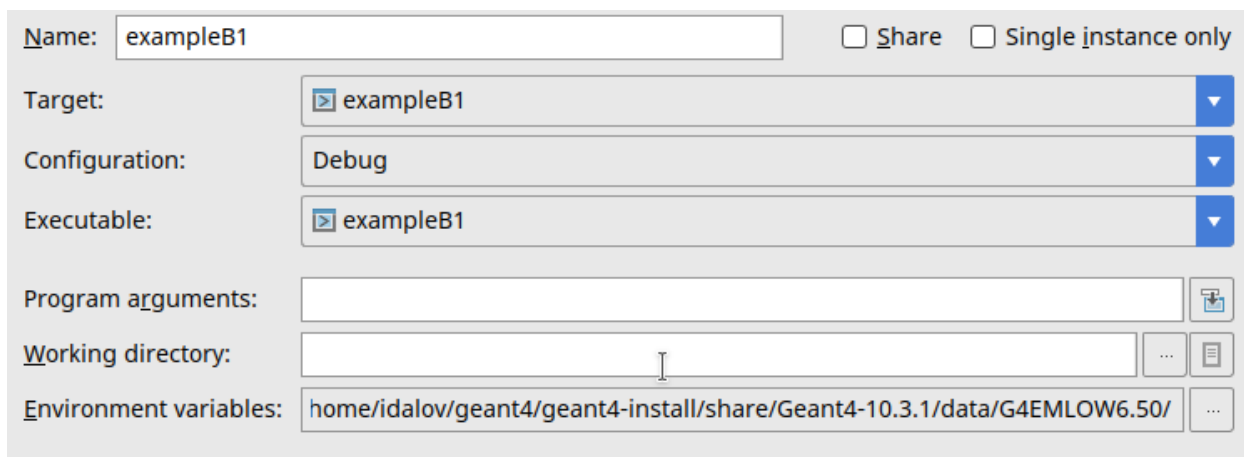 Name: exampleB1 Share Single instance only
Target: exampleB1
Configuration: Debug
Executable: exampleB1
Program arguments:
Working directory: ...
Environment variables: home/idalov/geant4/geant4-install/share/Geant4-10.3.1/data/G4EMLOW6.50/ ...